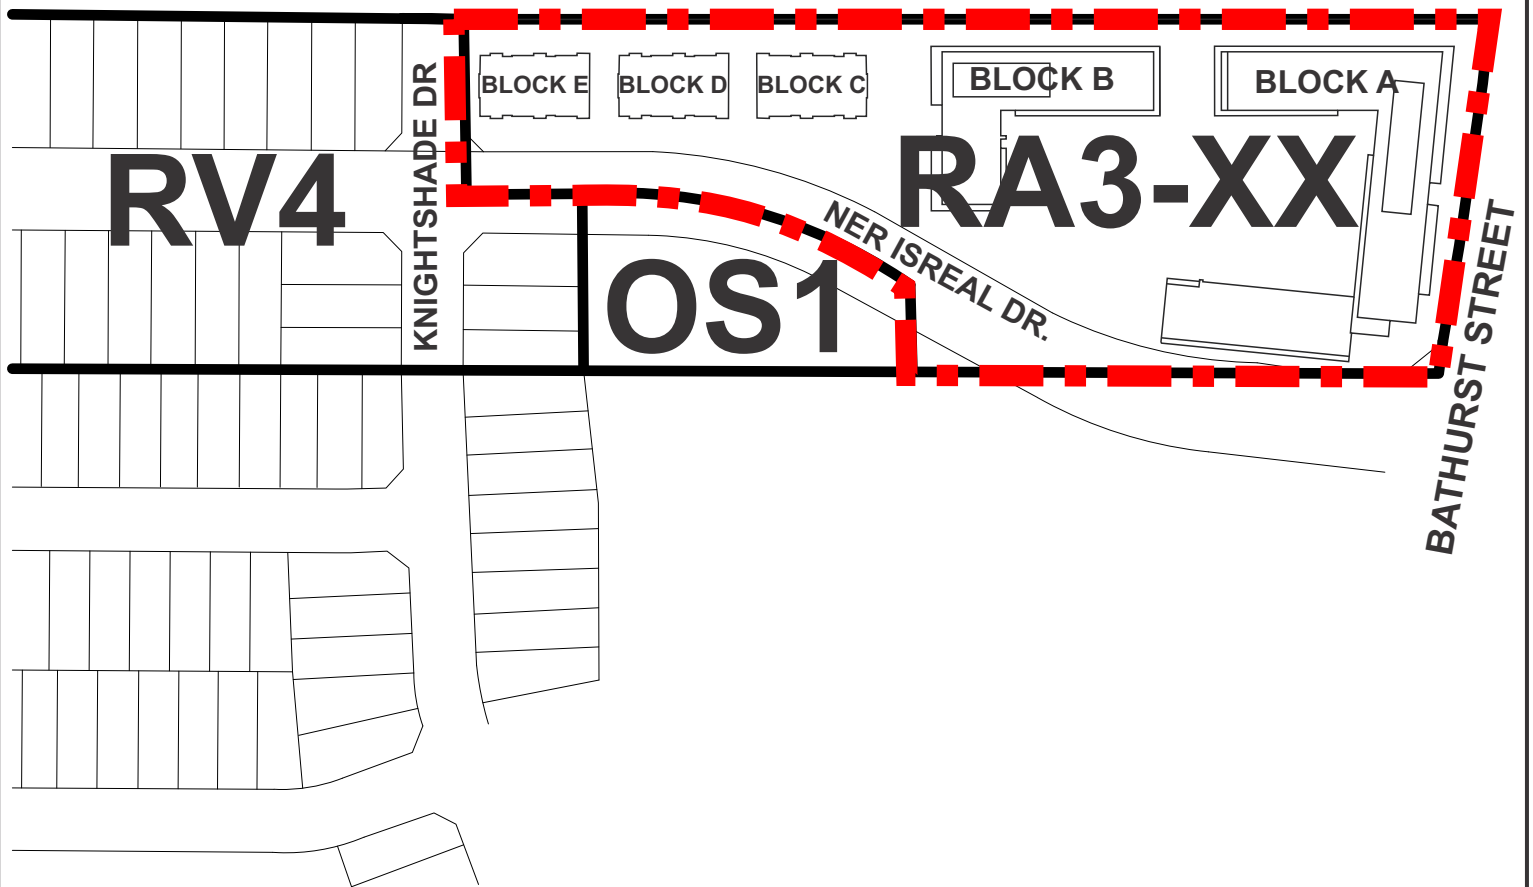 BLOCK E
BLOCK D
BLOCK C
BLOCK B
BLOCK A
KNIGHTSHADE DR
RV4
RA3-XX
NER ISREAL DR.
OS1
BATHURST STREET